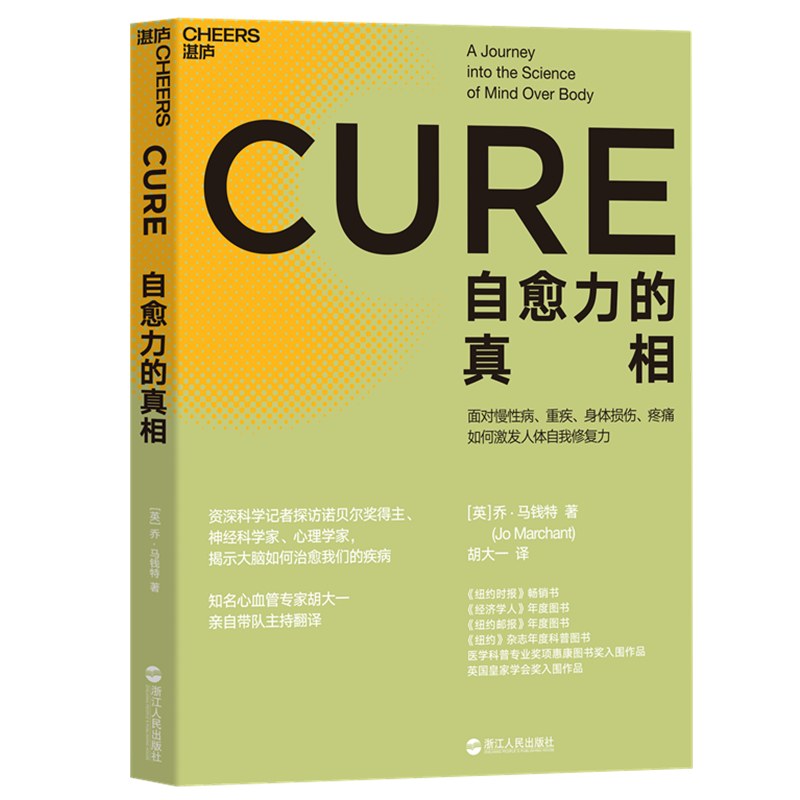 湛庐 CHEERS
CURE
自愈力的真相
[英] 乔·马钱特 著
浙江人民出版社
CHEERS
湛庐
A Journey
into the Science
of Mind Over Body
CURE
自愈力的
真相
面对慢性病、重疾、身体损伤、疼痛
如何激发人体自我修复力
资深科学记者探访诺贝尔奖得主、
神经科学家、心理学家，
揭示大脑如何治愈我们的疾病
知名心血管专家胡大一
亲自带队主持翻译
[英]乔·马钱特 著
(Jo Marchant)
胡大一 译
《纽约时报》畅销书
《经济学人》年度图书
《纽约邮报》年度图书
《纽约》杂志年度科普图书
医学科普专业奖项惠康图书奖入围作品
英国皇家学会奖入围作品
浙江人民出版社